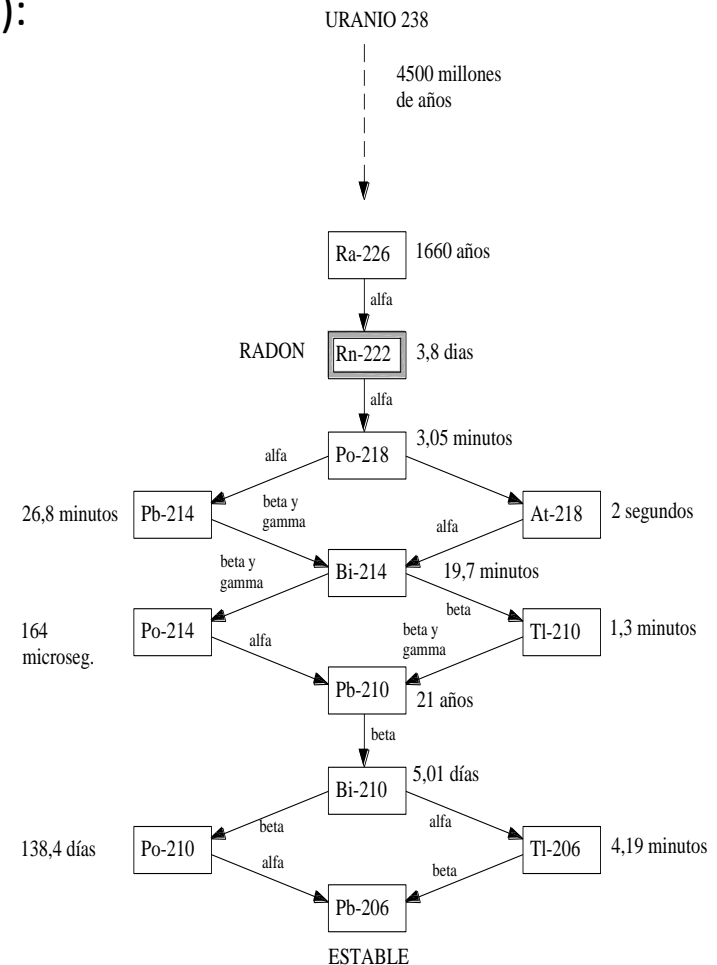 ):
URANIO 238
4500 millones
de años
Ra-226
1660 años
alfa
RADON
Rn-222
3,8 dias
alfa
Po-218
3,05 minutos
alfa
26,8 minutos
Pb-214
beta y
gamma
At-218
2 segundos
alfa
Bi-214
19,7 minutos
beta y
gamma
beta
164
microseg.
Po-214
alfa
beta y
gamma
Tl-210
1,3 minutos
Pb-210
21 años
beta
Bi-210
5,01 días
beta
alfa
138,4 días
Po-210
alfa
Tl-206
4,19 minutos
beta
Pb-206
ESTABLE